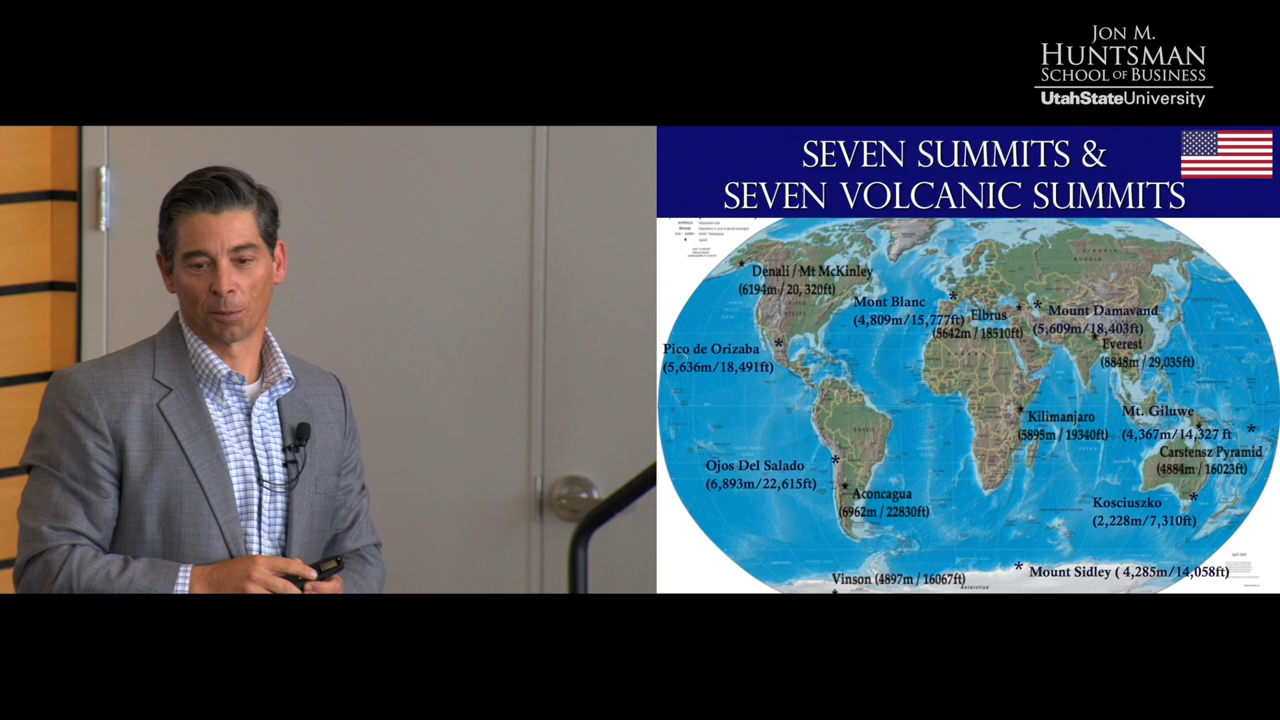 JON M.
HUNTSMAN
SCHOOL OF BUSINESS
UtahStateUniversity
SEVEN SUMMITS &
SEVEN VOLCANIC SUMMITS
Denali / Mt McKinley
(6194m / 20, 320ft)
Mont Blanc
(4,809m/15,777ft)
Elbrus
(5642m / 18510ft)
Mount Damavand
(5,609m/18,403ft)
Everest
(8848m / 29,035ft)
Pico de Orizaba
(5,636m/18,491ft)
Kilimanjaro
(5895m / 19340ft)
Mt. Giluwe
(4,367m/14,327 ft
Carstensz Pyramid
(4884m / 16023ft)
Ojos Del Salado
(6,893m/22,615ft)
Aconcagua
(6962m / 22830ft)
Kosciuszko
(2,228m/7,310ft)
Vinson (4897m / 16067ft)
Mount Sidley ( 4,285m/14,058ft)
Antarctica